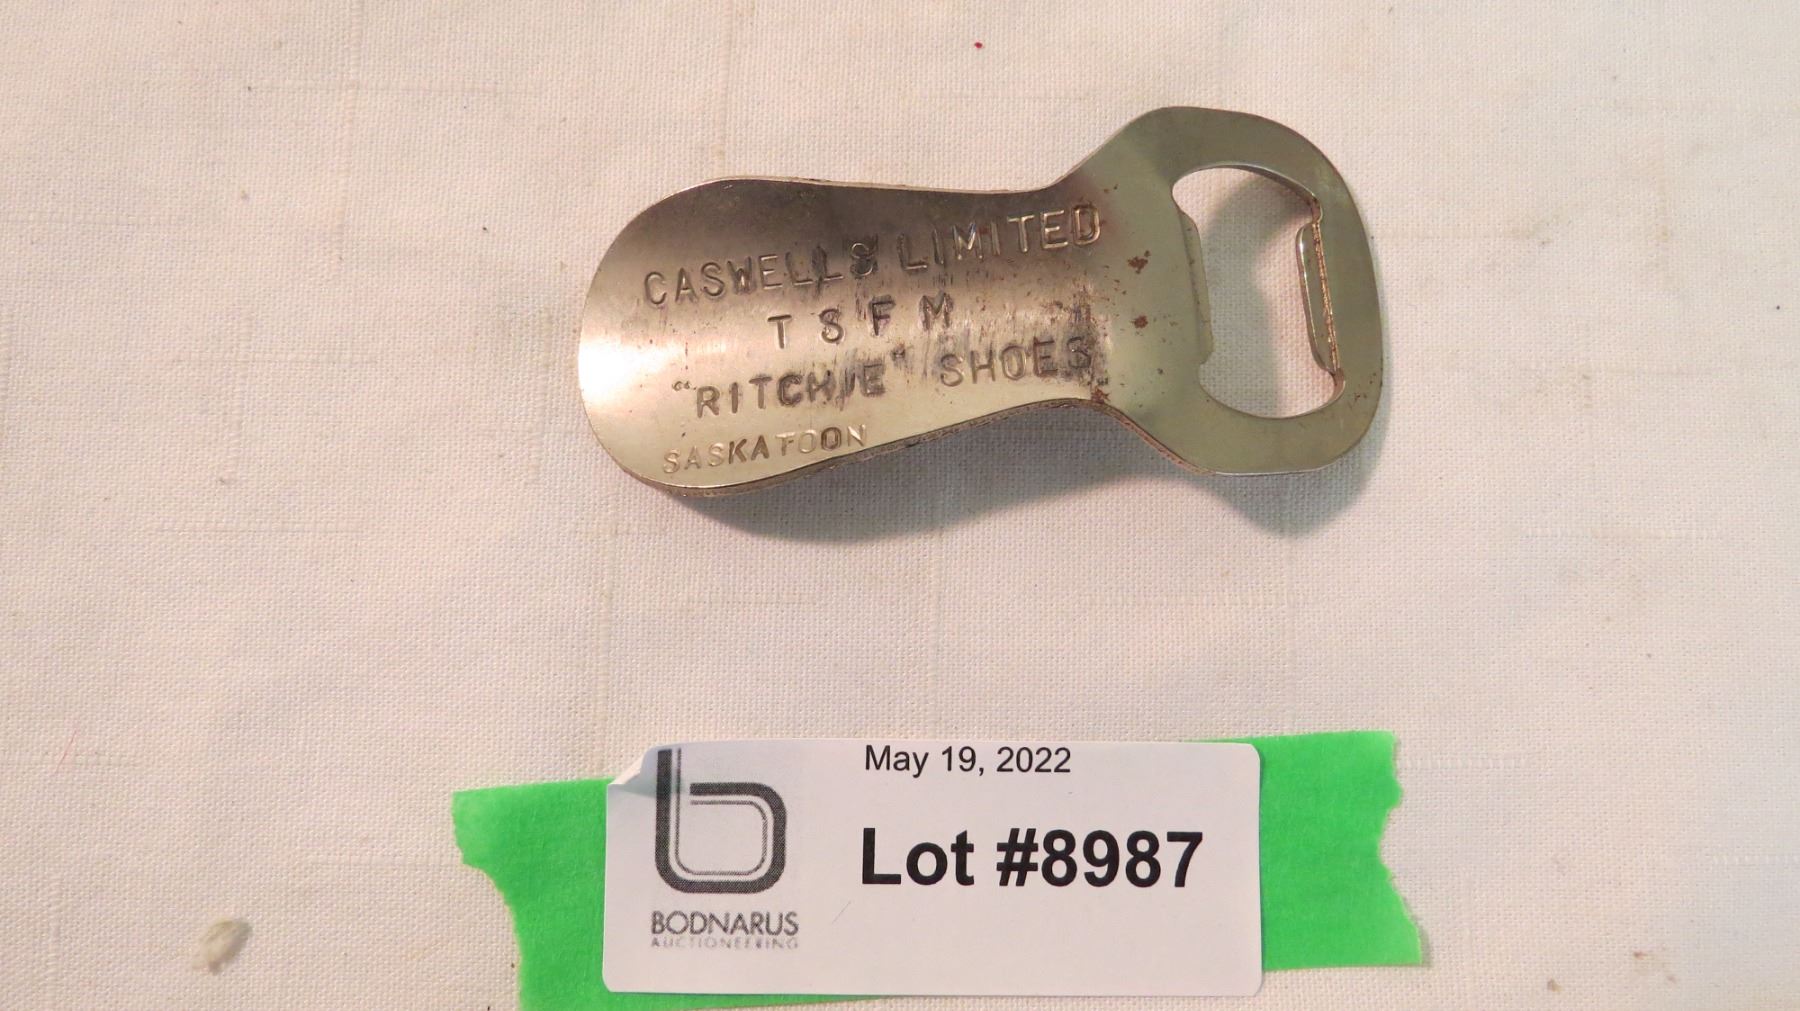 CASWELLS LIMITED
T S F M
"RITCHIE" SHOES
SASKATOON
May 19, 2022
Lot #8987
BODNARUS
AUCTIONEERING